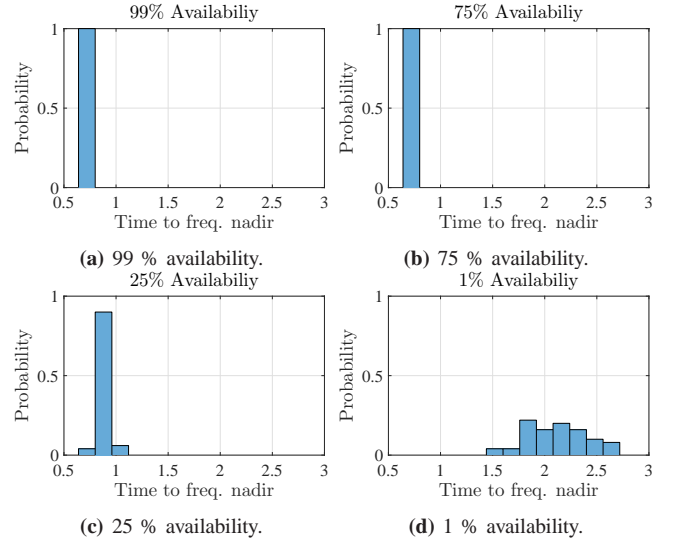 99% Availabiliy
Probability
1
0.5
0
0.5 1 1.5 2 2.5 3
Time to freq. nadir
(a) 99 % availability.
75% Availabiliy
Probability
1
0.5
0
0.5 1 1.5 2 2.5 3
Time to freq. nadir
(b) 75 % availability.
25% Availabiliy
Probability
1
0.5
0
0.5 1 1.5 2 2.5 3
Time to freq. nadir
(c) 25 % availability.
1% Availabiliy
Probability
1
0.5
0
0.5 1 1.5 2 2.5 3
Time to freq. nadir
(d) 1 % availability.